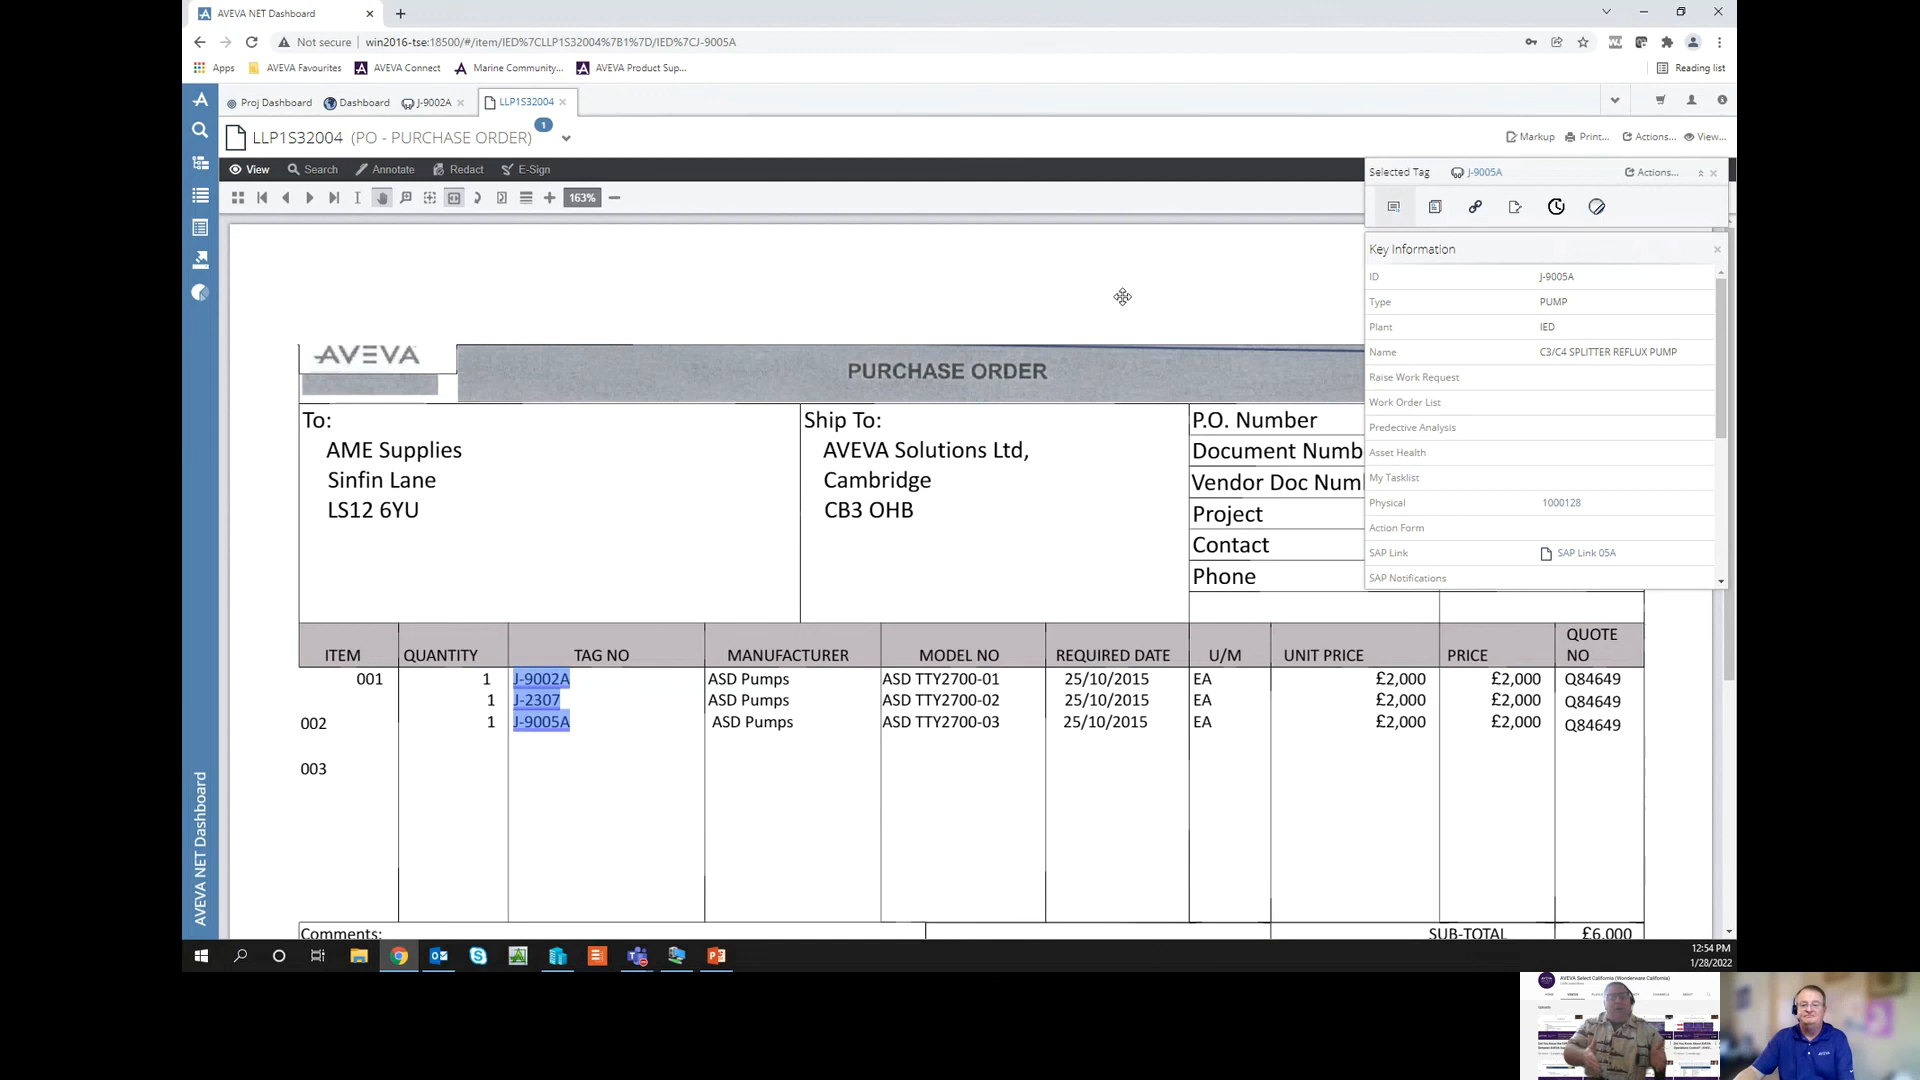 AVEVA NET Dashboard
Not secure
win2016-tse:18500/#/item/IED%7CLLP1S32004%7B1%7D/IED%7CJ-9005A
Apps
AVEVA Favourites
AVEVA Connect
Marine Community...
AVEVA Product Sup...
Reading list
Proj Dashboard
Dashboard
J-9002A
LLP1S32004
LLP1S32004 (PO - PURCHASE ORDER)
1
Markup
Print...
Actions...
View...
View
Search
Annotate
Redact
E-Sign
163%
Selected Tag
J-9005A
Actions...
Key Information
ID J-9005A
Type PUMP
Plant IED
Name C3/C4 SPLITTER REFLUX PUMP
Raise Work Request
Work Order List
Predective Analysis
Asset Health
My Tasklist
Physical 1000128
Action Form
SAP Link SAP Link 05A
SAP Notifications
AVEVA
PURCHASE ORDER
To:
AME Supplies
Sinfin Lane
LS12 6YU
Ship To:
AVEVA Solutions Ltd,
Cambridge
CB3 OHB
P.O. Number
Document Numb
Vendor Doc Num
Project
Contact
Phone
ITEM QUANTITY TAG NO MANUFACTURER MODEL NO REQUIRED DATE U/M UNIT PRICE PRICE QUOTE NO
001 1 J-9002A ASD Pumps ASD TTY2700-01 25/10/2015 EA £2,000 £2,000 Q84649
1 J-2307 ASD Pumps ASD TTY2700-02 25/10/2015 EA £2,000 £2,000 Q84649
002 1 J-9005A ASD Pumps ASD TTY2700-03 25/10/2015 EA £2,000 £2,000 Q84649
003
Comments:
SUB-TOTAL £6,000
AVEVA NET Dashboard
12:54 PM
1/28/2022
AVEVA Select California (Wonderware California)